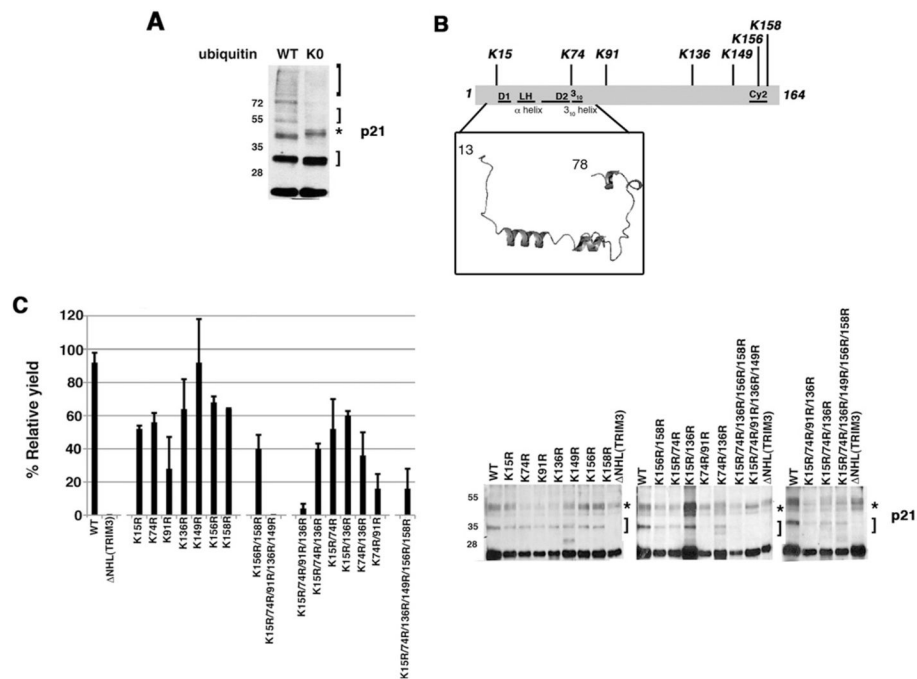 A
ubiquitin WT K0
72
55
35
28
*
p21
B
K15 K74 K91 K136 K149 K156 K158
1 D1 LH D2 3₁₀ Cy2 164
α helix 3₁₀ helix
13
78
C
% Relative yield
120
100
80
60
40
20
0
WT
ΔNHL(TRIM3)
K15R
K74R
K91R
K136R
K149R
K156R
K158R
K156R/158R
K15R/74R/91R/136R/149R
K15R/74R/91R/136R
K15R/74R/136R
K15R/74R
K15R/136R
K74R/136R
K74R/91R
K15R/74R/136R/149R/156R/158R
WT
K15R
K74R
K91R
K136R
K149R
K156R
K158R
ΔNHL(TRIM3)
55
35
28
*
WT
K156R/158R
K15R/74R
K15R/136R
K74R/91R
K74R/136R
K15R/74R/136R/156R/158R
K15R/74R/91R/136R/149R
ΔNHL(TRIM3)
*
WT
K15R/74R/91R/136R
K15R/74R/136R
K15R/74R/136R/149R/156R/158R
ΔNHL(TRIM3)
*
p21